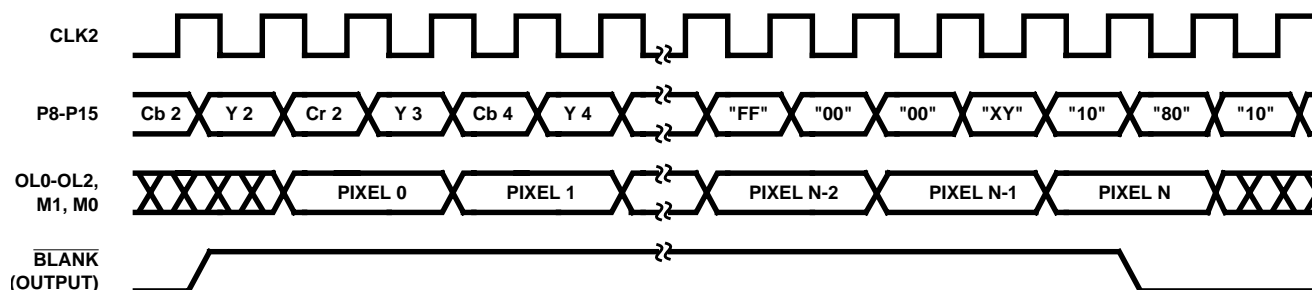 CLK2
P8-P15 Cb 2 Y 2 Cr 2 Y 3 Cb 4 Y 4 "FF" "00" "00" "XY" "10" "80" "10"
OL0-OL2,
M1, M0
PIXEL 0 PIXEL 1 PIXEL N-2 PIXEL N-1 PIXEL N
BLANK
(OUTPUT)